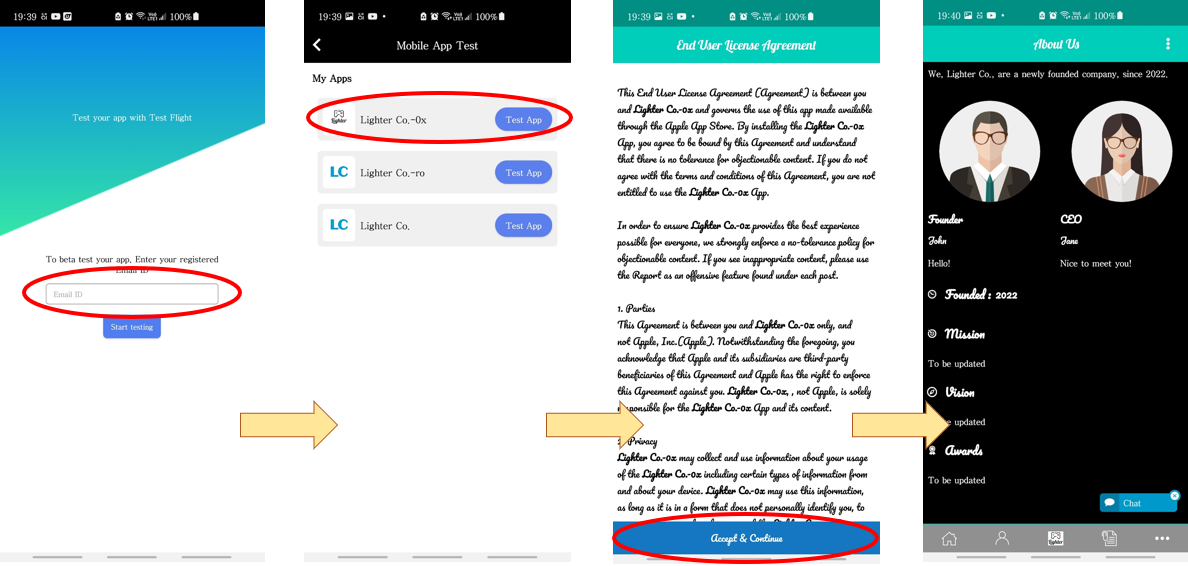 19:39
100%
Test your app with Test Flight
To beta test your app, Enter your registered
Email ID
Email ID
Start testing
19:39
100%
Mobile App Test
My Apps
Lighter
Lighter Co.-0x
Test App
LC
Lighter Co.-ro
Test App
LC
Lighter Co.
Test App
19:39
100%
End User License Agreement
This End User License Agreement (Agreement) is between you
and Lighter Co.-0x and governs the use of this app made available
through the Apple App Store. By installing the Lighter Co.-0x
App, you agree to be bound by this Agreement and understand
that there is no tolerance for objectionable content. If you do not
agree with the terms and conditions of this Agreement, you are not
entitled to use the Lighter Co.-0x App.
In order to ensure Lighter Co.-0x provides the best experience
possible for everyone, we strongly enforce a no-tolerance policy for
objectionable content. If you see inappropriate content, please use
the Report as an offensive feature found under each post.
1. Parties
This Agreement is between you and Lighter Co.-0x only, and
not Apple, Inc.(Apple). Notwithstanding the foregoing, you
acknowledge that Apple and its subsidiaries are third-party
beneficiaries of this Agreement and Apple has the right to enforce
this Agreement against you. Lighter Co.-0x, , not Apple, is solely
responsible for the Lighter Co.-0x App and its content.
2. Privacy
Lighter Co.-0x may collect and use information about your usage
of the Lighter Co.-0x including certain types of information from
and about your device. Lighter Co.-0x may use this information,
as long as it is in a form that does not personally identify you, to
Accept & Continue
19:40
100%
About Us
We, Lighter Co., are a newly founded company, since 2022.
Founder
CEO
John
Jane
Hello!
Nice to meet you!
Founded : 2022
Mission
To be updated
Vision
updated
Awards
To be updated
Chat
Lighter